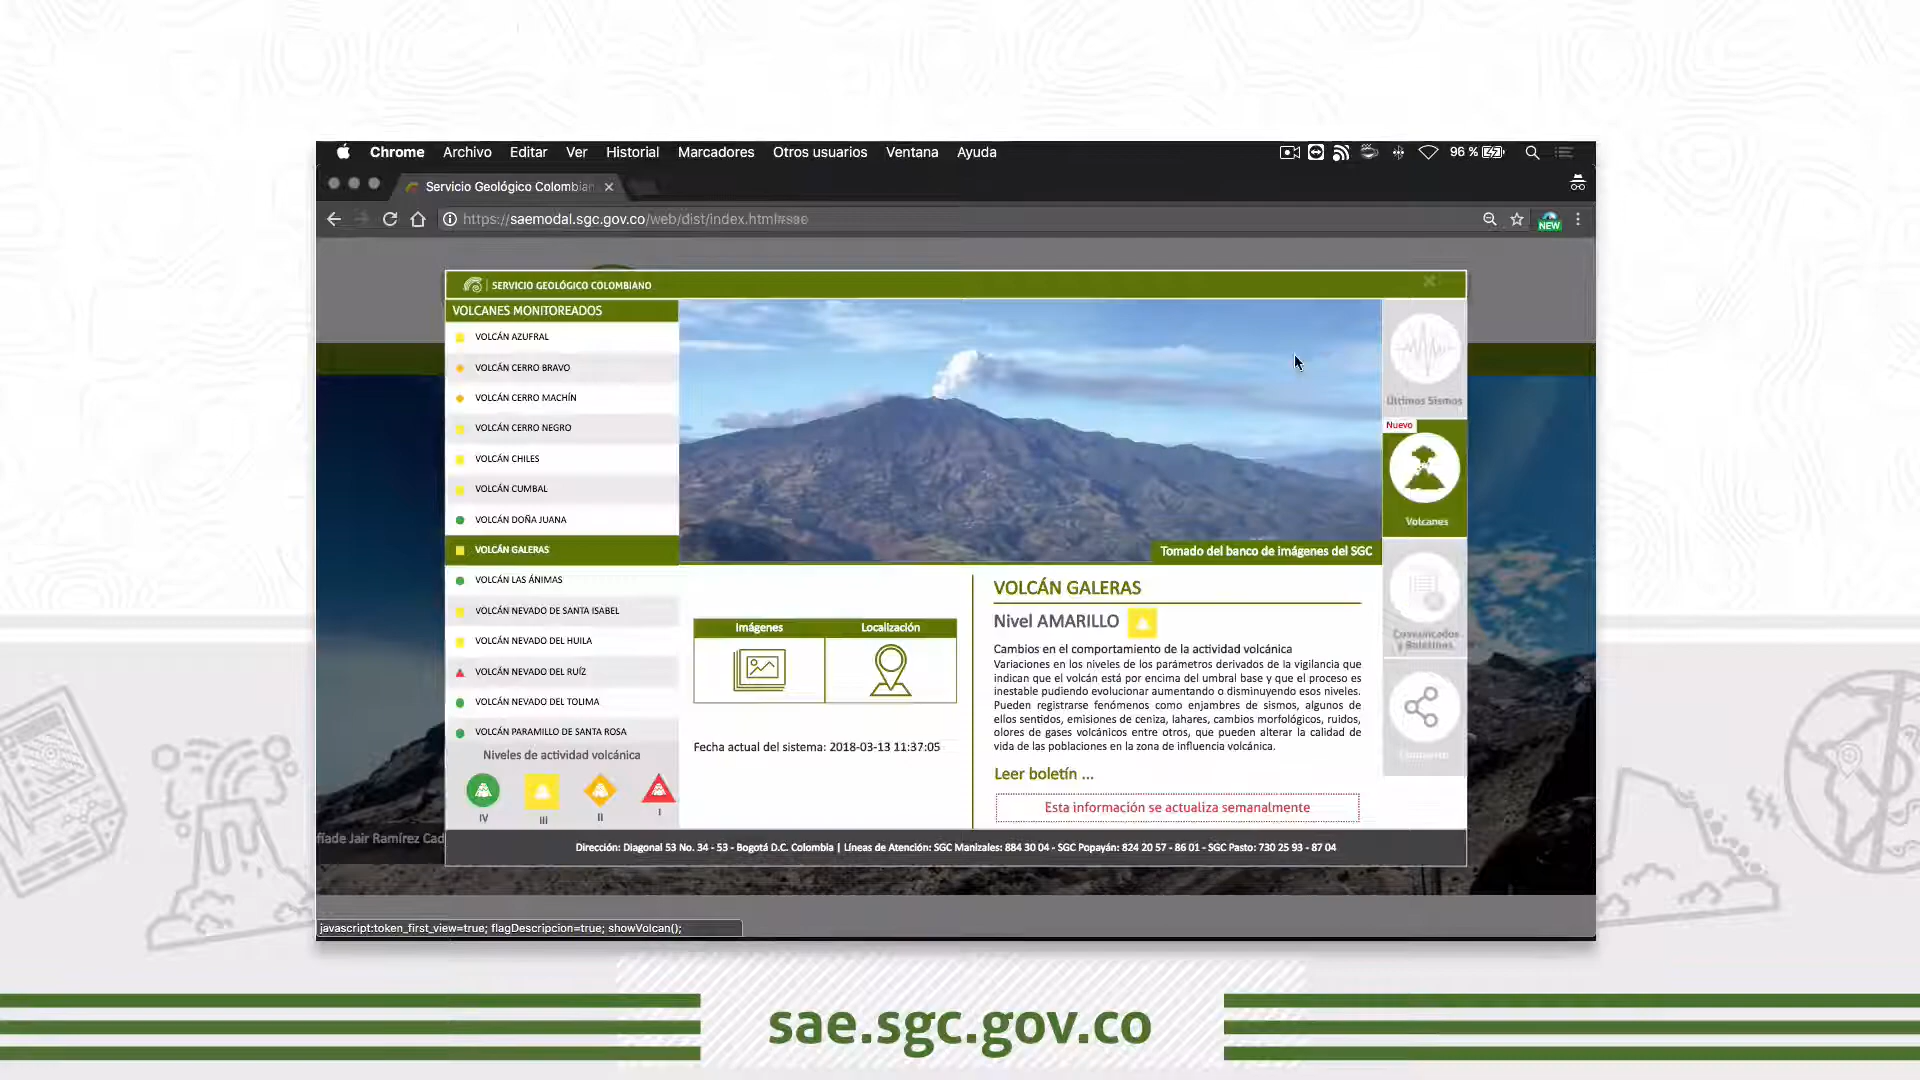 Chrome Archivo Editar Ver Historial Marcadores Otros usuarios Ventana Ayuda 96 %
Servicio Geológico Colombian
https://saemodal.sgc.gov.co/web/dist/index.html#sae
NEW
SERVICIO GEOLÓGICO COLOMBIANO
VOLCANES MONITOREADOS
VOLCÁN AZUFRAL
VOLCÁN CERRO BRAVO
VOLCÁN CERRO MACHÍN
VOLCÁN CERRO NEGRO
VOLCÁN CHILES
VOLCÁN CUMBAL
VOLCÁN DOÑA JUANA
VOLCÁN GALERAS
VOLCÁN LAS ÁNIMAS
VOLCÁN NEVADO DE SANTA ISABEL
VOLCÁN NEVADO DEL HUILA
VOLCÁN NEVADO DEL RUÍZ
VOLCÁN NEVADO DEL TOLIMA
VOLCÁN PARAMILLO DE SANTA ROSA
Niveles de actividad volcánica
IV III II I
Tomado del banco de imágenes del SGC
Imágenes Localización
Fecha actual del sistema: 2018-03-13 11:37:05
VOLCÁN GALERAS
Nivel AMARILLO
Cambios en el comportamiento de la actividad volcánica
Variaciones en los niveles de los parámetros derivados de la vigilancia que
indican que el volcán está por encima del umbral base y que el proceso es
inestable pudiendo evolucionar aumentando o disminuyendo esos niveles.
Pueden registrarse fenómenos como enjambres de sismos, algunos de
ellos sentidos, emisiones de ceniza, lahares, cambios morfológicos, ruidos,
olores de gases volcánicos entre otros, que pueden alterar la calidad de
vida de las poblaciones en la zona de influencia volcánica.
Leer boletín ...
Esta información se actualiza semanalmente
Últimos Sismos
Nuevo
Volcanes
Comunicados
y Boletines
Dirección: Diagonal 53 No. 34 - 53 - Bogotá D.C. Colombia | Líneas de Atención: SGC Manizales: 884 30 04 - SGC Popayán: 824 20 57 - 86 01 - SGC Pasto: 730 25 93 - 87 04
fíade Jair Ramírez Cad
javascript:token_first_view=true; flagDescripcion=true; showVolcan();
sae.sgc.gov.co